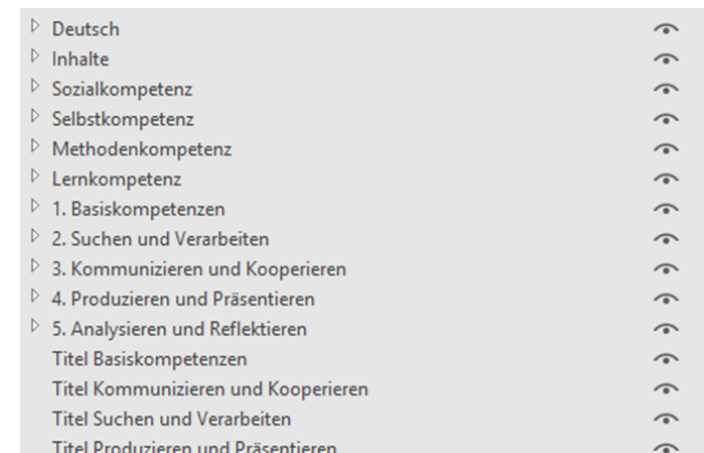 Deutsch
Inhalte
Sozialkompetenz
Selbstkompetenz
Methodenkompetenz
Lernkompetenz
1. Basiskompetenzen
2. Suchen und Verarbeiten
3. Kommunizieren und Kooperieren
4. Produzieren und Präsentieren
5. Analysieren und Reflektieren
Titel Basiskompetenzen
Titel Kommunizieren und Kooperieren
Titel Suchen und Verarbeiten
Titel Produzieren und Präsentieren